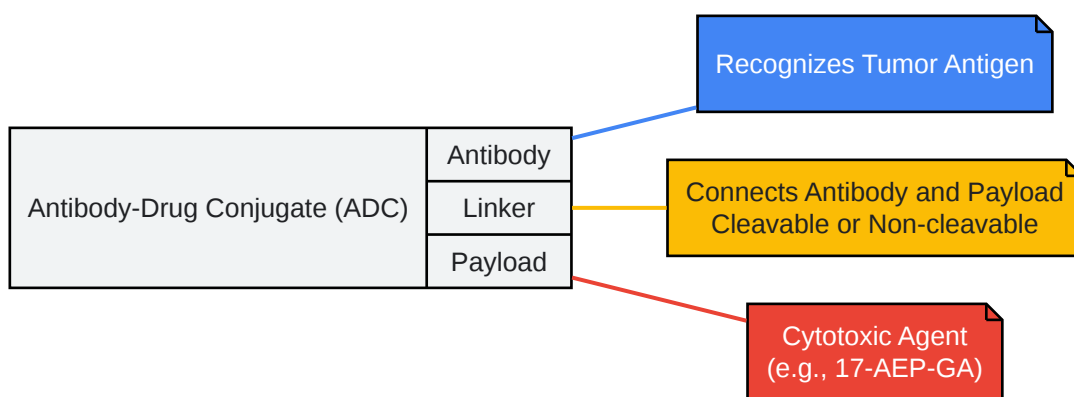 Recognizes Tumor Antigen
Antibody-Drug Conjugate (ADC)
Antibody
Linker
Payload
Connects Antibody and Payload
Cleavable or Non-cleavable
Cytotoxic Agent
(e.g., 17-AEP-GA)